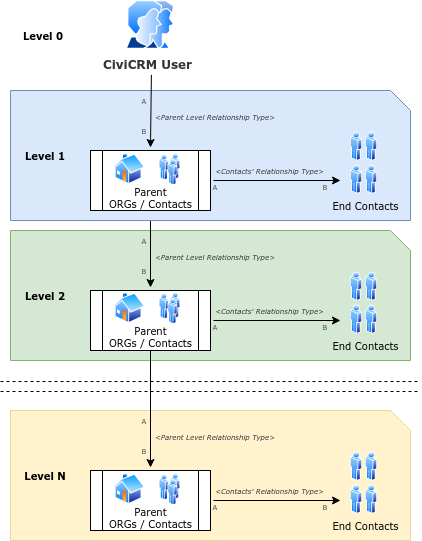 Level 0
CiviCRM User
A
<Parent Level Relationship Type>
B
Level 1
<Contacts' Relationship Type>
A
B
Parent
ORGs / Contacts
End Contacts
A
<Parent Level Relationship Type>
B
Level 2
<Contacts' Relationship Type>
A
B
Parent
ORGs / Contacts
End Contacts
A
<Parent Level Relationship Type>
B
Level N
<Contacts' Relationship Type>
A
B
Parent
ORGs / Contacts
End Contacts